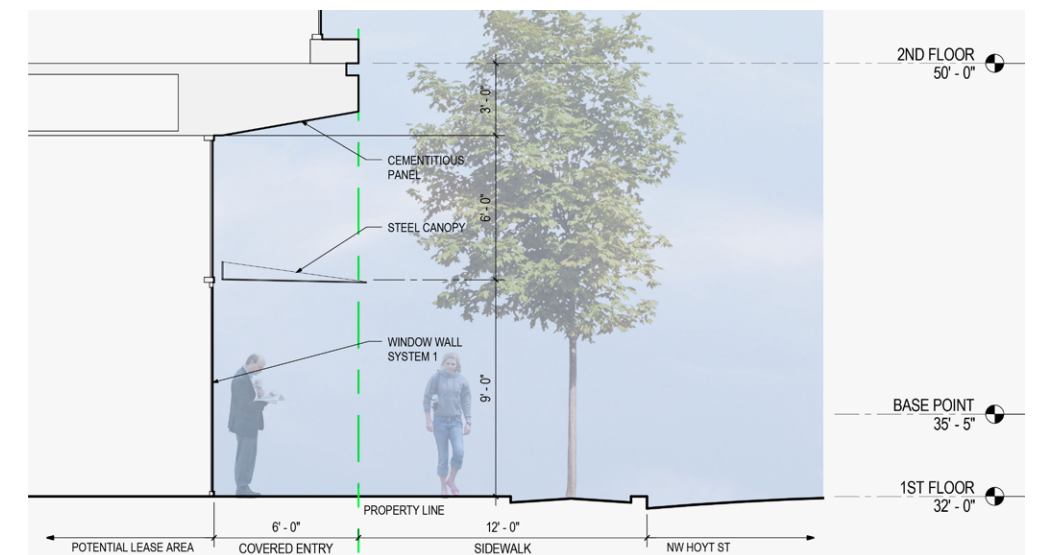 2ND FLOOR
50' - 0"
3' - 0"
CEMENTITIOUS
PANEL
6' - 0"
STEEL CANOPY
WINDOW WALL
SYSTEM 1
9' - 0"
BASE POINT
35' - 5"
1ST FLOOR
32' - 0"
PROPERTY LINE
6' - 0"
12' - 0"
POTENTIAL LEASE AREA
COVERED ENTRY
SIDEWALK
NW HOYT ST